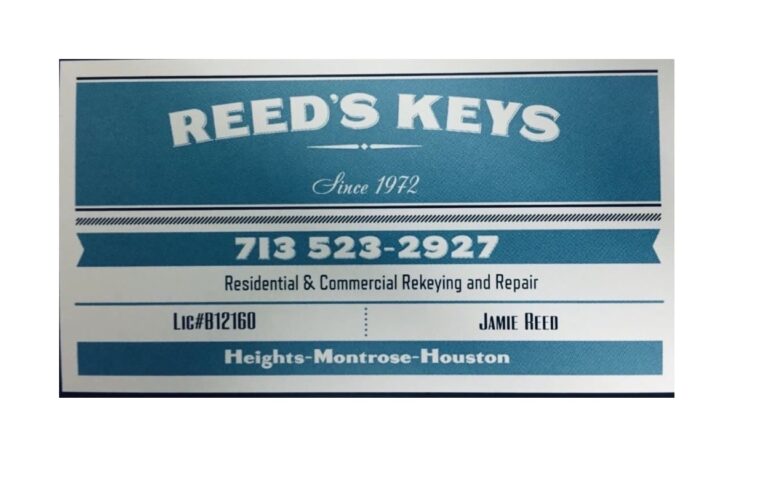 REED'S KEYS
Since 1972
713 523-2927
Residential & Commercial Rekeying and Repair
Lic#B12160
Jamie Reed
Heights-Montrose-Houston